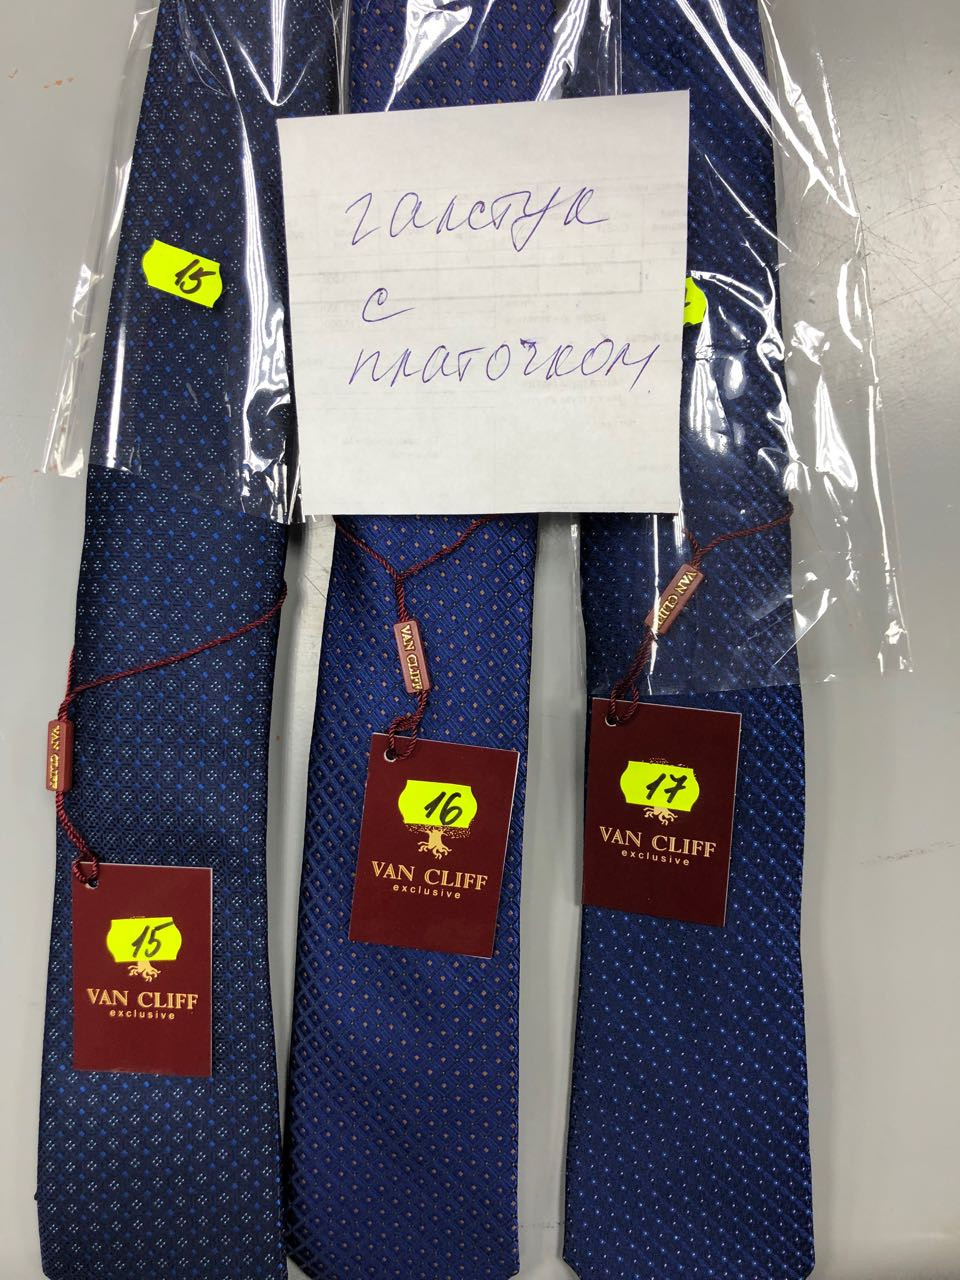 15
галстук
с
платочком
VAN CLIFF
VAN CLIFF
VAN CLIFF
17
VAN CLIFF
exclusive
16
VAN CLIFF
exclusive
15
VAN CLIFF
exclusive